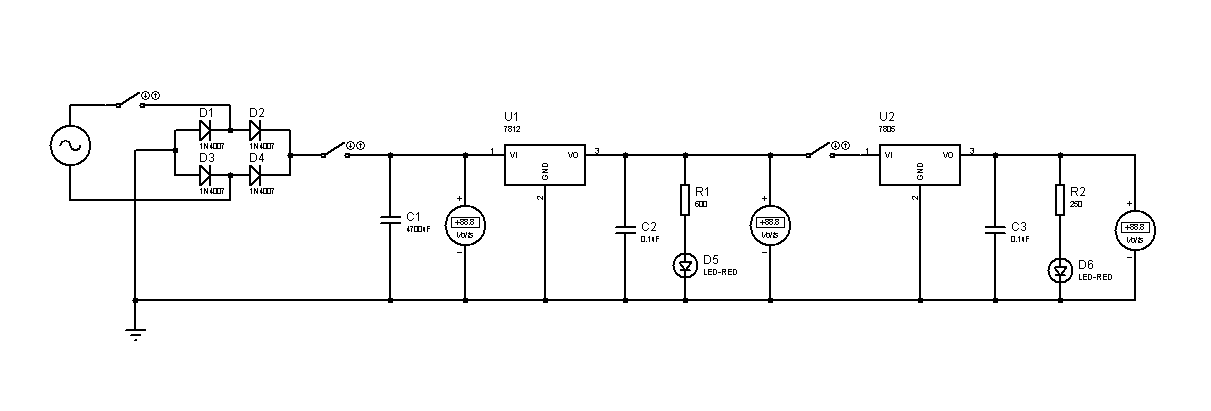 D1
D2
1N4007
1N4007
D3
D4
1N4007
1N4007
C1
4700uF
+88.8
Volts
U1
7812
1
VI
VO
3
GND
2
C2
0.1uF
R1
600
D5
LED-RED
+88.8
Volts
U2
7805
1
VI
VO
3
GND
2
C3
0.1uF
R2
250
D6
LED-RED
+88.8
Volts